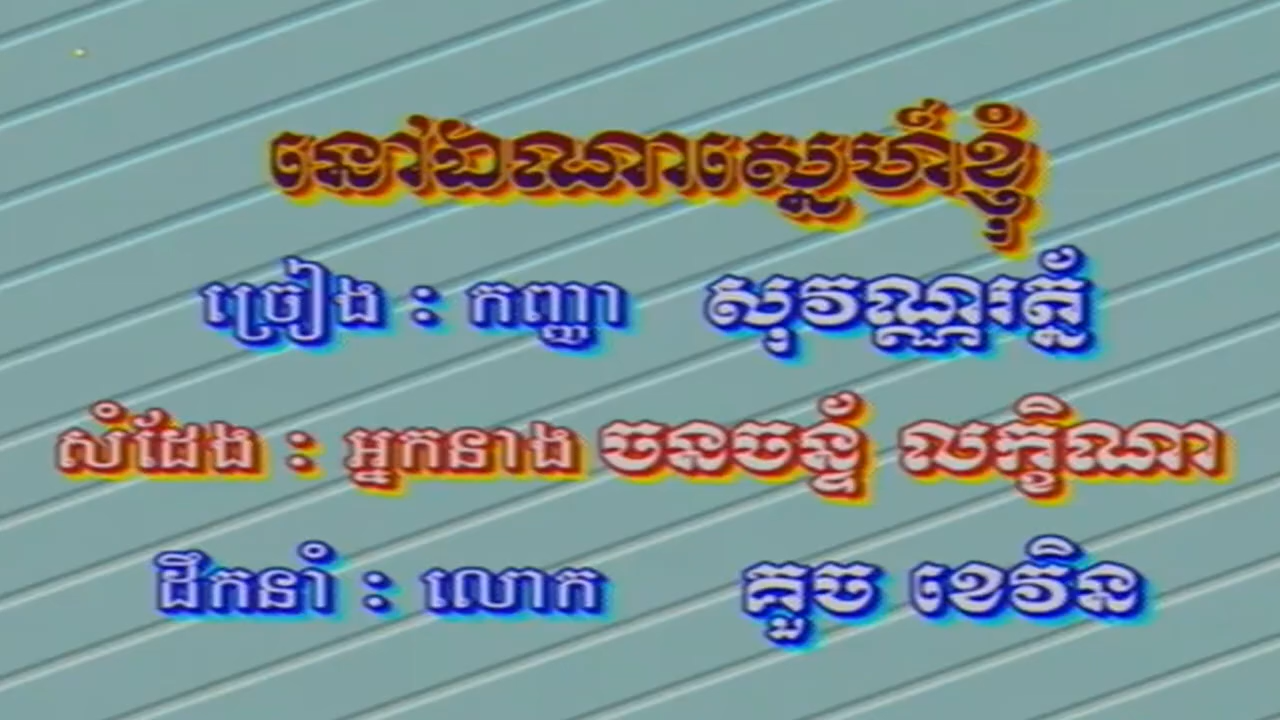 នៅឯណាស្នេហ៍ខ្ញុំ
ច្រៀង : កញ្ញា សុវណ្ណរត្ន័
សំដែង : អ្នកនាង ចនចន្ទ័ លក្ខិណា
ដឹកនាំ : លោក គួច ខេវិន